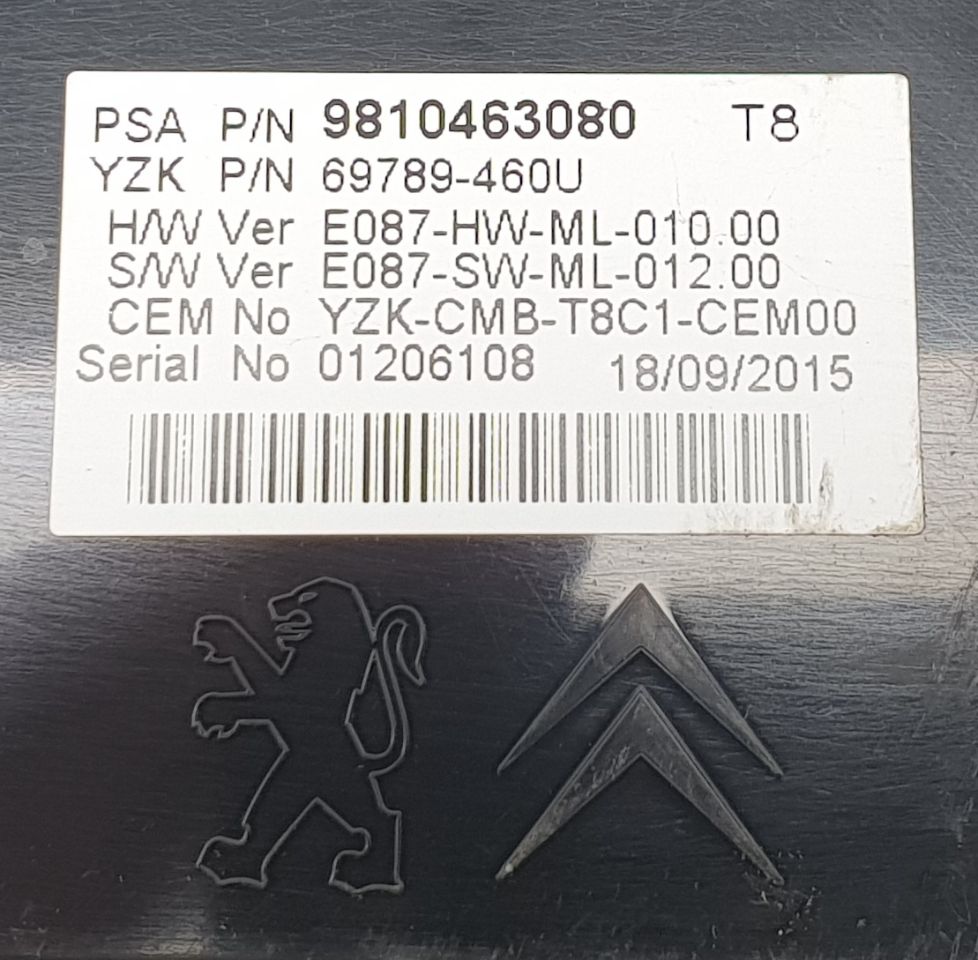 PSA P/N 9810463080 T8
YZK P/N 69789-460U
H/W Ver E087-HW-ML-010.00
S/W Ver E087-SW-ML-012.00
CEM No YZK-CMB-T8C1-CEM00
Serial No 01206108 18/09/2015